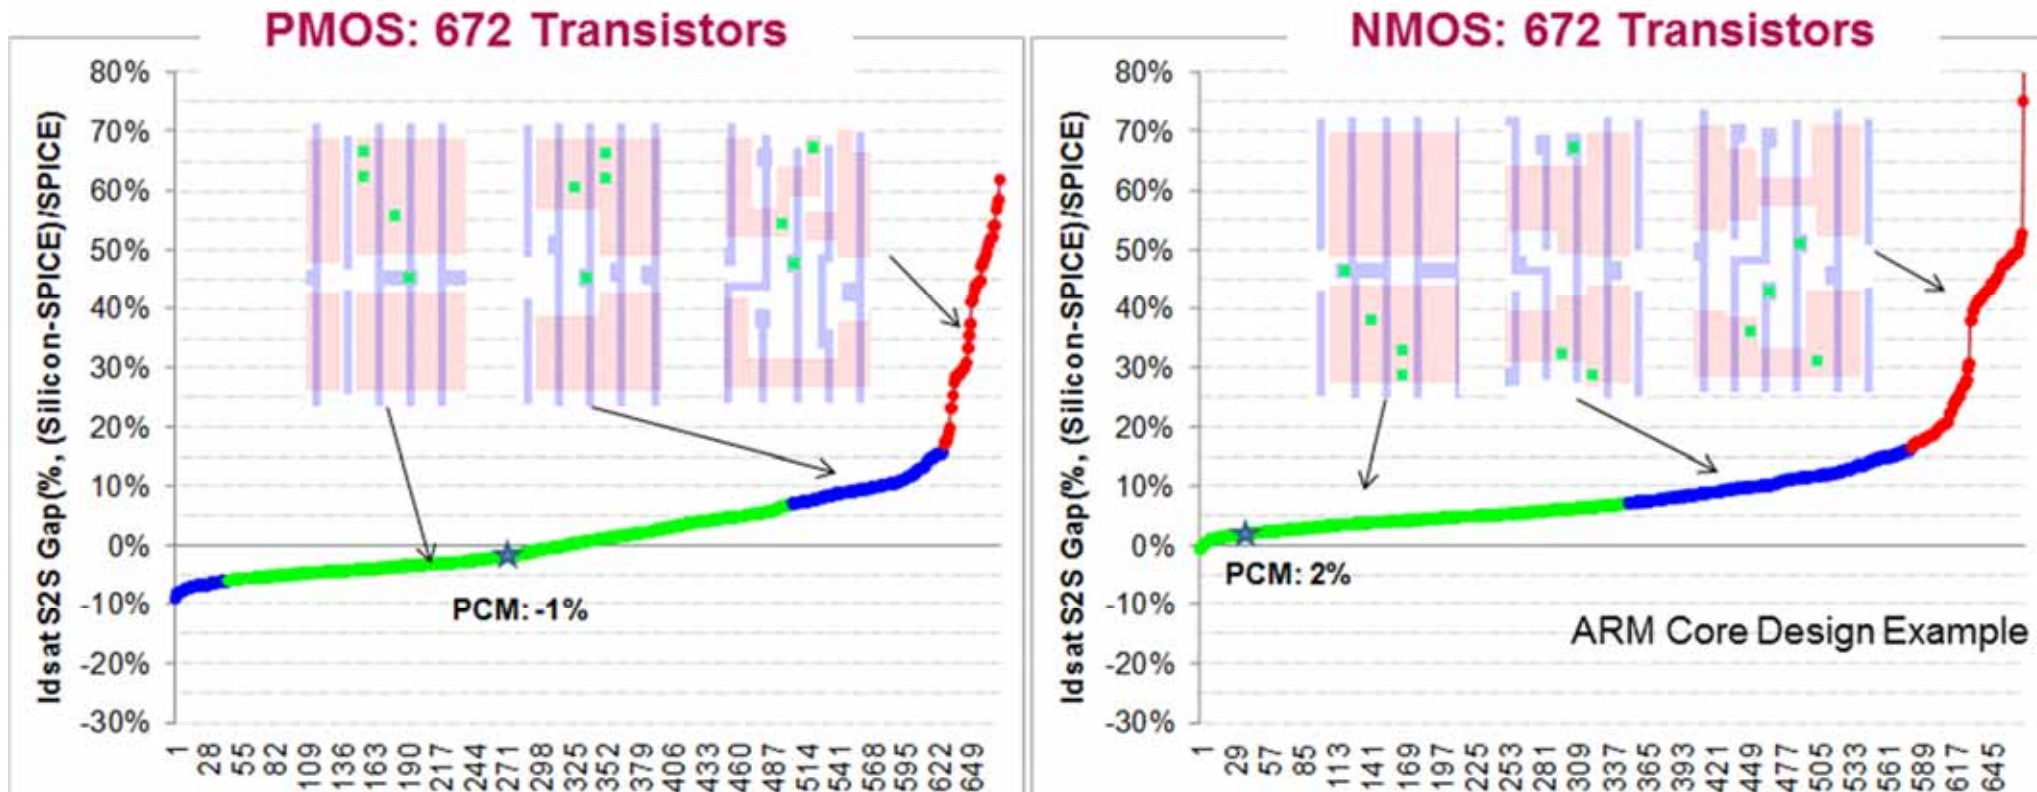 PMOS: 672 Transistors
Idsat S2S Gap(%, (Silicon-SPICE)/SPICE)
80%
70%
60%
50%
40%
30%
20%
10%
0%
-10%
-20%
-30%
PCM: -1%
1 28 55 82 109 136 163 190 217 244 271 298 325 352 379 406 433 460 487 514 541 568 595 622 649
NMOS: 672 Transistors
Idsat S2S Gap(%, (Silicon-SPICE)/SPICE)
80%
70%
60%
50%
40%
30%
20%
10%
0%
-10%
-20%
-30%
PCM: 2%
ARM Core Design Example
1 29 57 85 113 141 169 197 225 253 281 309 337 365 393 421 449 477 505 533 561 589 617 645